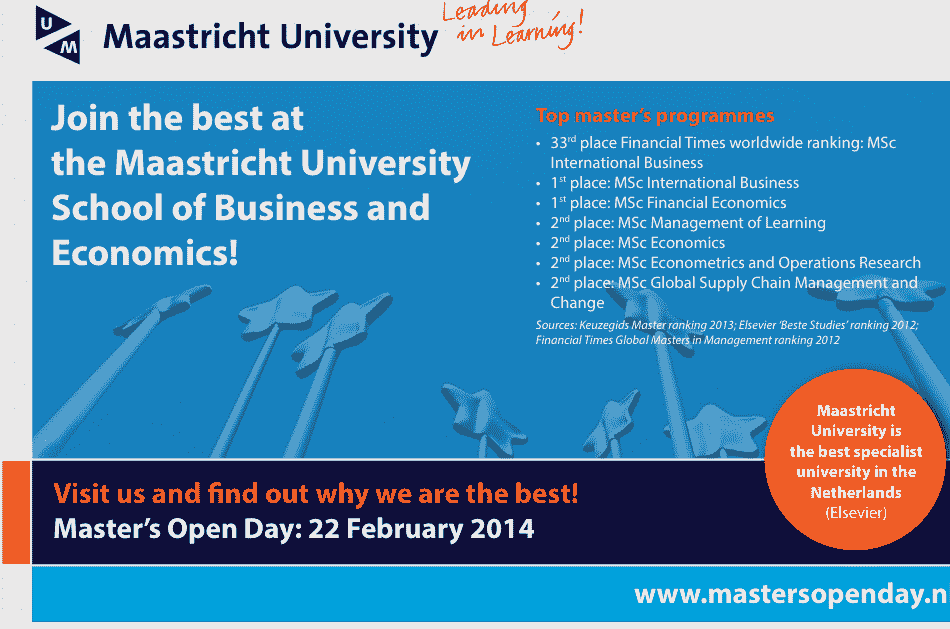 U
M
Maastricht University
Leading
in Learning!
Join the best at
the Maastricht University
School of Business and
Economics!
Top master's programmes
• 33rd place Financial Times worldwide ranking: MSc
International Business
• 1st place: MSc International Business
• 1st place: MSc Financial Economics
• 2nd place: MSc Management of Learning
• 2nd place: MSc Economics
• 2nd place: MSc Econometrics and Operations Research
• 2nd place: MSc Global Supply Chain Management and
Change
Sources: Keuzegids Master ranking 2013; Elsevier 'Beste Studies' ranking 2012;
Financial Times Global Masters in Management ranking 2012
Maastricht
University is
the best specialist
university in the
Netherlands
(Elsevier)
Visit us and find out why we are the best!
Master's Open Day: 22 February 2014
www.mastersopenday.n